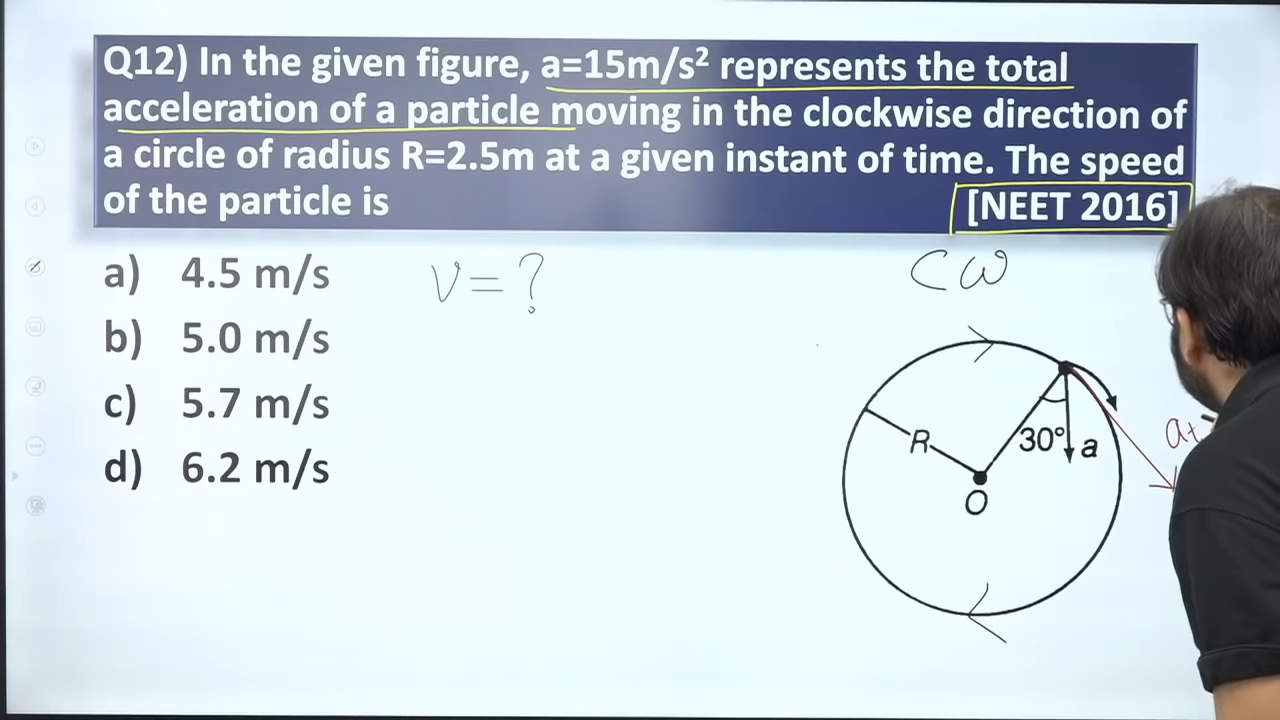 Q12) In the given figure, a=15m/s² represents the total
acceleration of a particle moving in the clockwise direction of
a circle of radius R=2.5m at a given instant of time. The speed
of the particle is [NEET 2016]
a) 4.5 m/s
v=?
cω
b) 5.0 m/s
c) 5.7 m/s
d) 6.2 m/s
R
30°
a
at
O